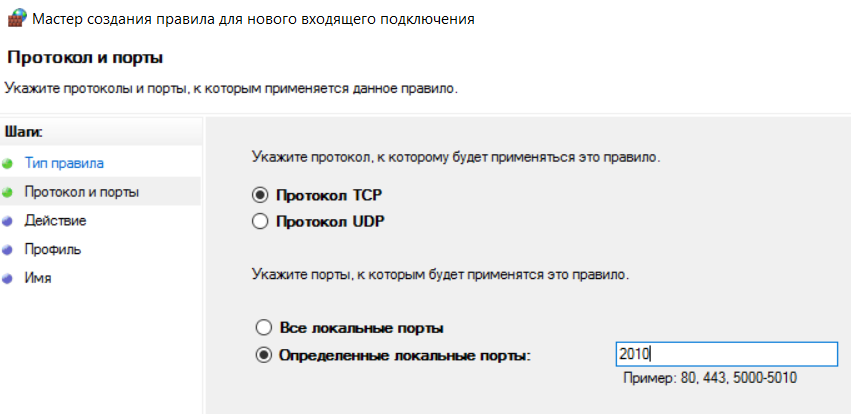 Мастер создания правила для нового входящего подключения
Протокол и порты
Укажите протоколы и порты, к которым применяется данное правило.
Шаги:
Тип правила
Протокол и порты
Действие
Профиль
Имя
Укажите протокол, к которому будет применяться это правило.
Протокол TCP
Протокол UDP
Укажите порты, к которым будет применятся это правило.
Все локальные порты
Определенные локальные порты:
2010
Пример: 80, 443, 5000-5010